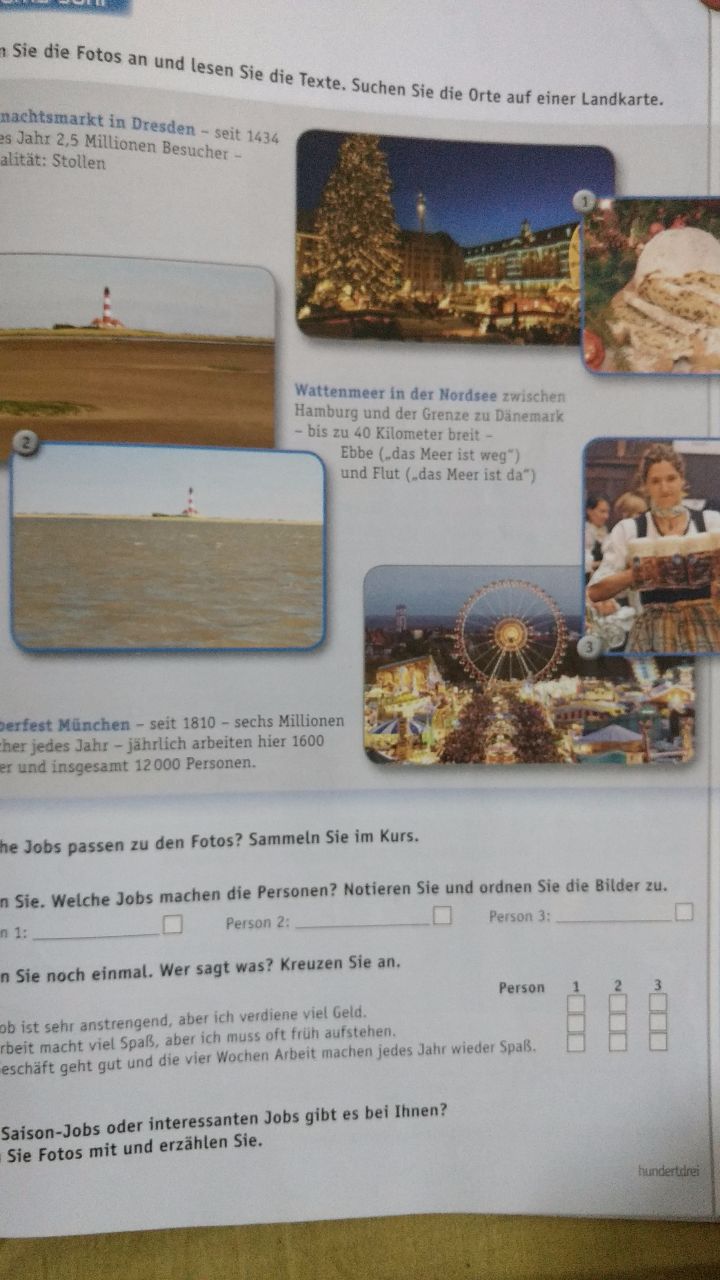 Sie die Fotos an und lesen Sie die Texte. Suchen Sie die Orte auf einer Landkarte.
nachtsmarkt in Dresden – seit 1434
es Jahr 2,5 Millionen Besucher –
alität: Stollen
1
Wattenmeer in der Nordsee zwischen
Hamburg und der Grenze zu Dänemark
– bis zu 40 Kilometer breit –
Ebbe („das Meer ist weg“)
und Flut („das Meer ist da“)
2
3
berfest München – seit 1810 – sechs Millionen
cher jedes Jahr – jährlich arbeiten hier 1600
er und insgesamt 12 000 Personen.
he Jobs passen zu den Fotos? Sammeln Sie im Kurs.
n Sie. Welche Jobs machen die Personen? Notieren Sie und ordnen Sie die Bilder zu.
n 1: Person 2: Person 3:
n Sie noch einmal. Wer sagt was? Kreuzen Sie an.
Person 1 2 3
ob ist sehr anstrengend, aber ich verdiene viel Geld.
rbeit macht viel Spaß, aber ich muss oft früh aufstehen.
eschäft geht gut und die vier Wochen Arbeit machen jedes Jahr wieder Spaß.
Saison-Jobs oder interessanten Jobs gibt es bei Ihnen?
Sie Fotos mit und erzählen Sie.
hundertdrei